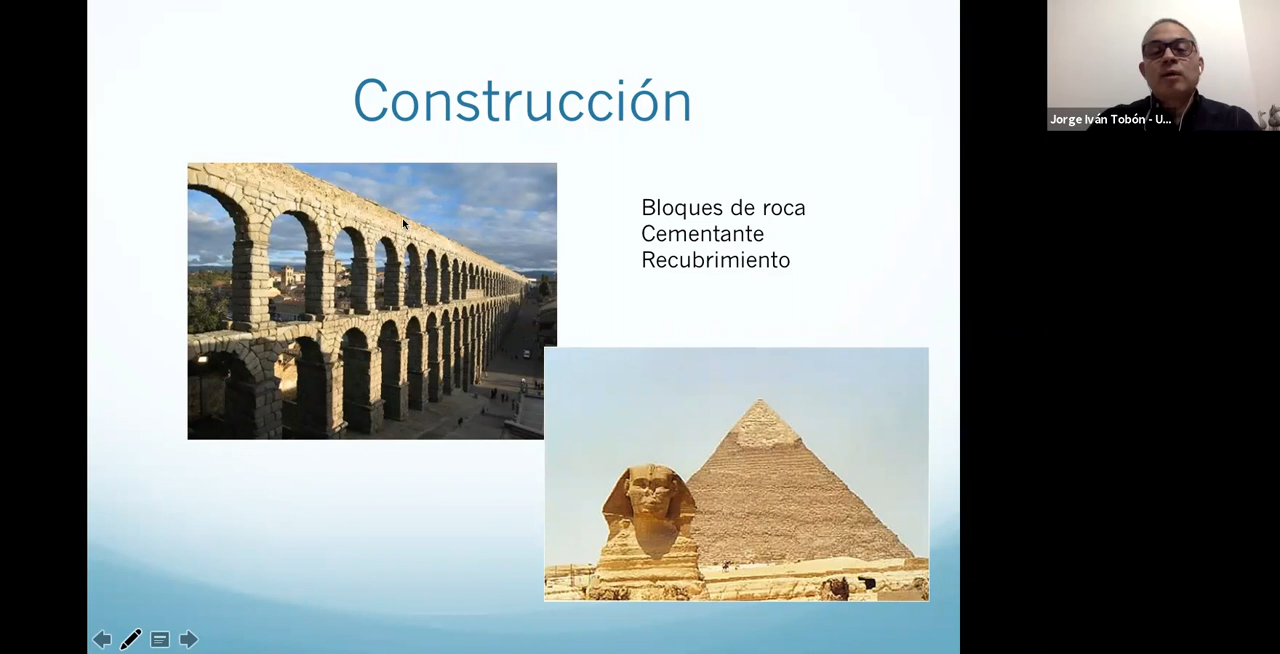 Construcción
Bloques de roca
Cementante
Recubrimiento
Jorge Iván Tobón - U...